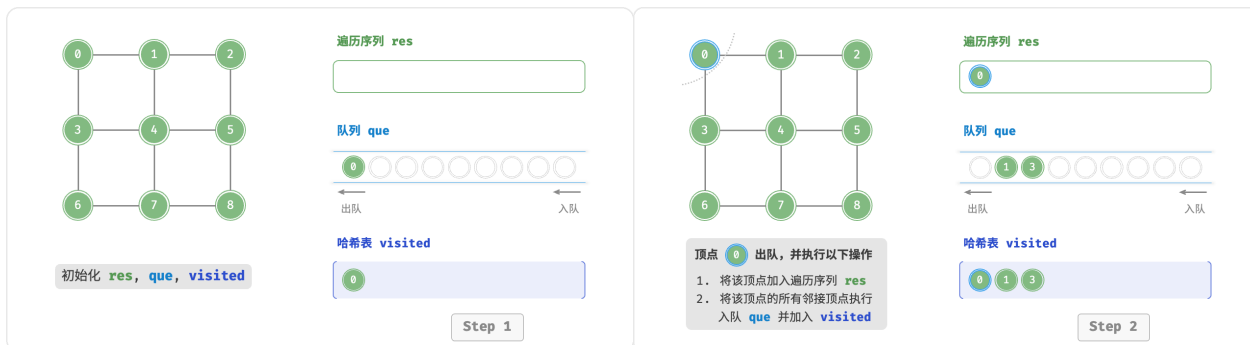 0 1 2
3 4 5
6 7 8
初始化 res, que, visited
遍历序列 res
队列 que
0
出队 入队
哈希表 visited
0
Step 1
0 1 2
3 4 5
6 7 8
顶点 0 出队，并执行以下操作
1. 将该顶点加入遍历序列 res
2. 将该顶点的所有邻接顶点执行
入队 que 并加入 visited
遍历序列 res
0
队列 que
1 3
出队 入队
哈希表 visited
0 1 3
Step 2